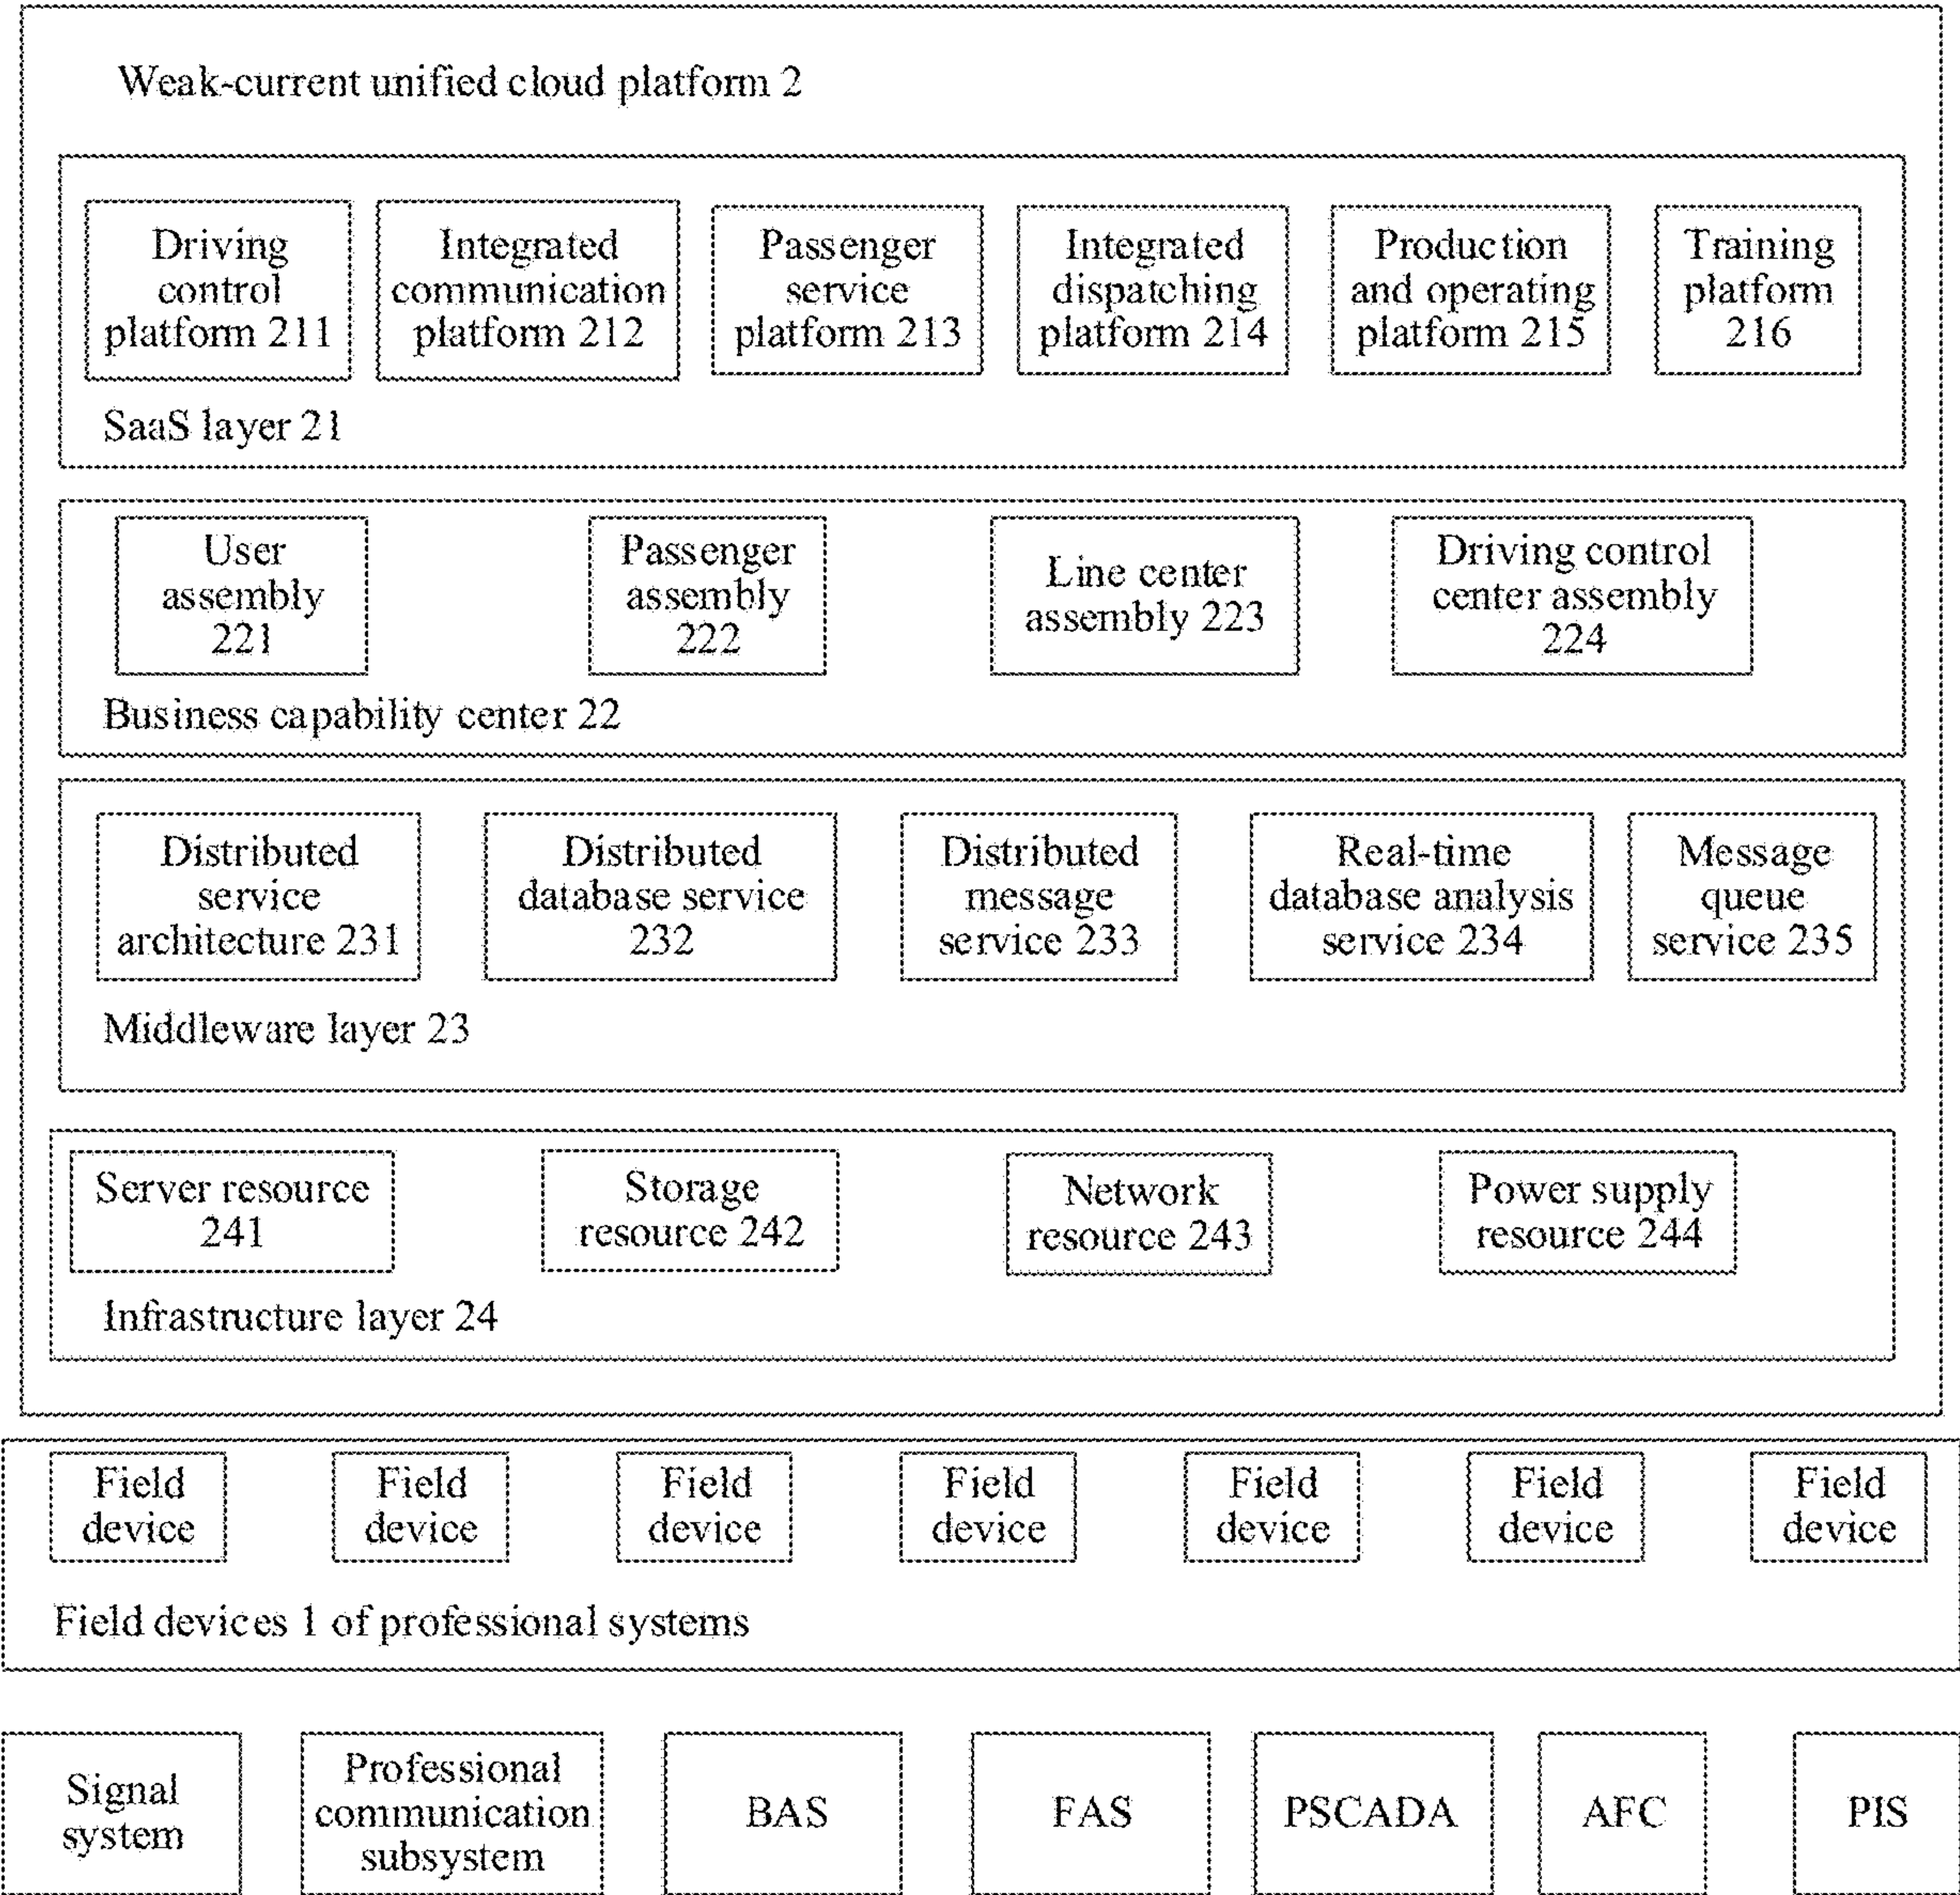 Weak-current unified cloud platform 2
Driving
control
platform 211
Integrated
communication
platform 212
Passenger
service
platform 213
Integrated
dispatching
platform 214
Production
and operating
platform 215
Training
platform
216
SaaS layer 21
User
assembly
221
Passenger
assembly
222
Line center
assembly 223
Driving control
center assembly
224
Business capability center 22
Distributed
service
architecture 231
Distributed
database service
232
Distributed
message
service 233
Real-time
database analysis
service 234
Message
queue
service 235
Middleware layer 23
Server resource
241
Storage
resource 242
Network
resource 243
Power supply
resource 244
Infrastructure layer 24
Field
device
Field
device
Field
device
Field
device
Field
device
Field
device
Field
device
Field devices 1 of professional systems
Signal
system
Professional
communication
subsystem
BAS
FAS
PSCADA
AFC
PIS